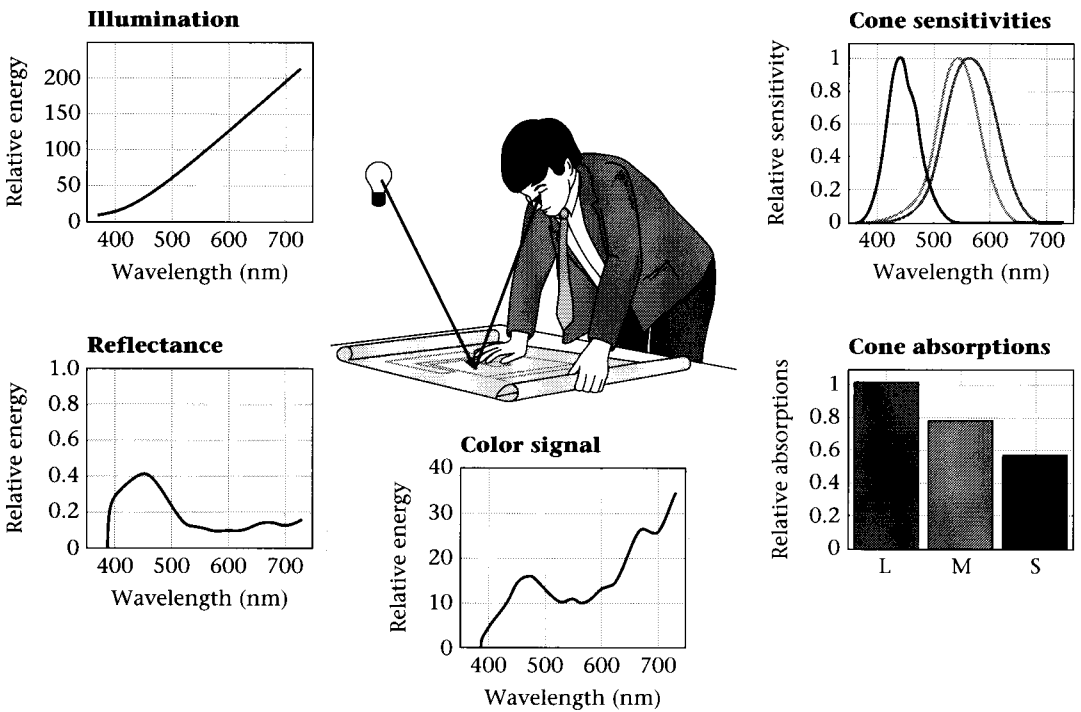 Illumination
Relative energy
200
150
100
50
0
400 500 600 700
Wavelength (nm)
Cone sensitivities
Relative sensitivity
1
0.8
0.6
0.4
0.2
0
400 500 600 700
Wavelength (nm)
Reflectance
Relative energy
1.0
0.8
0.6
0.4
0.2
0
400 500 600 700
Wavelength (nm)
Color signal
Relative energy
40
30
20
10
0
400 500 600 700
Wavelength (nm)
Cone absorptions
Relative absorptions
1
0.8
0.6
0.4
0.2
0
L M S